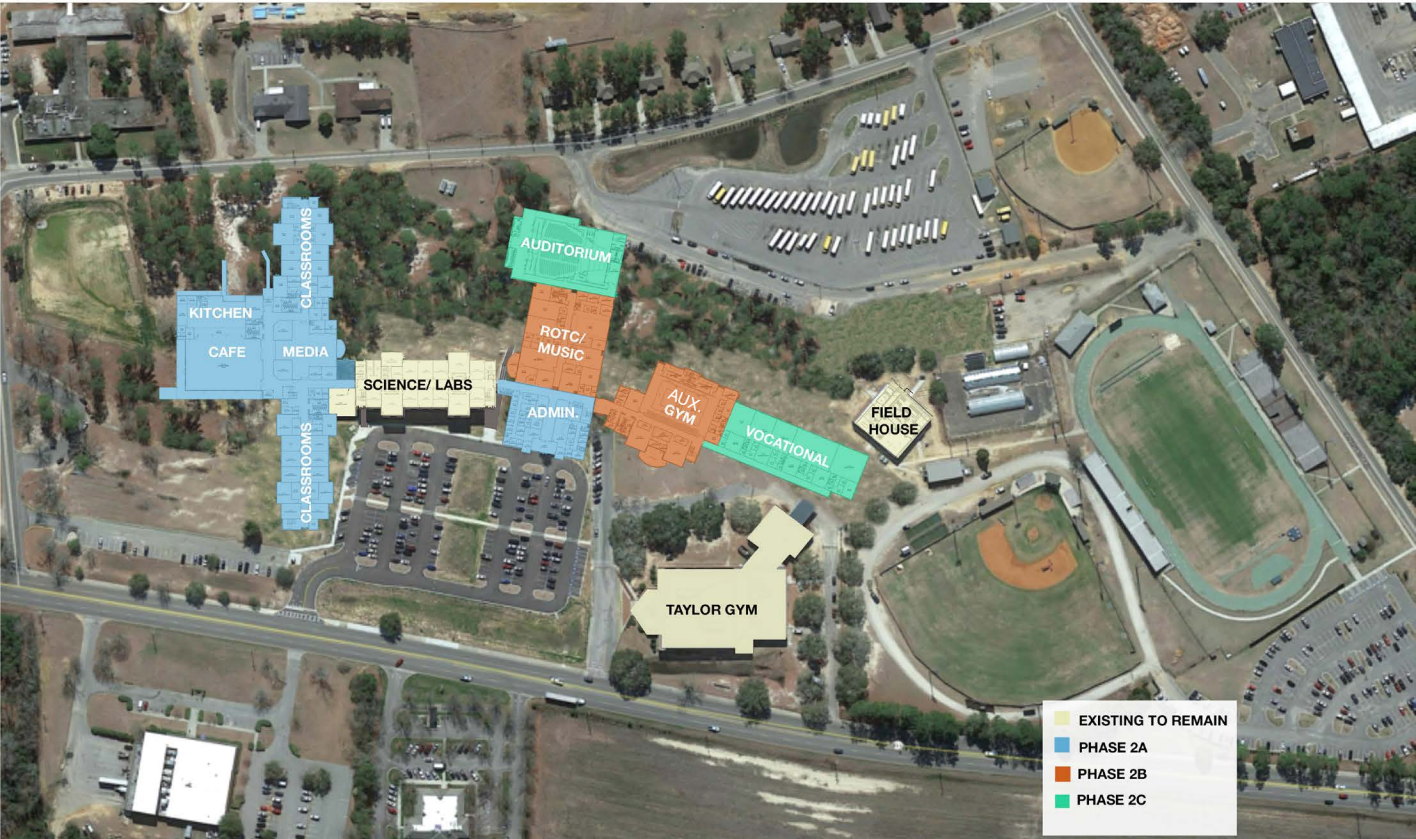 CLASSROOMS
AUDITORIUM
KITCHEN
ROTC/
MUSIC
CAFE
MEDIA
SCIENCE/ LABS
ADMIN.
AUX.
GYM
FIELD
HOUSE
VOCATIONAL
CLASSROOMS
TAYLOR GYM
EXISTING TO REMAIN
PHASE 2A
PHASE 2B
PHASE 2C